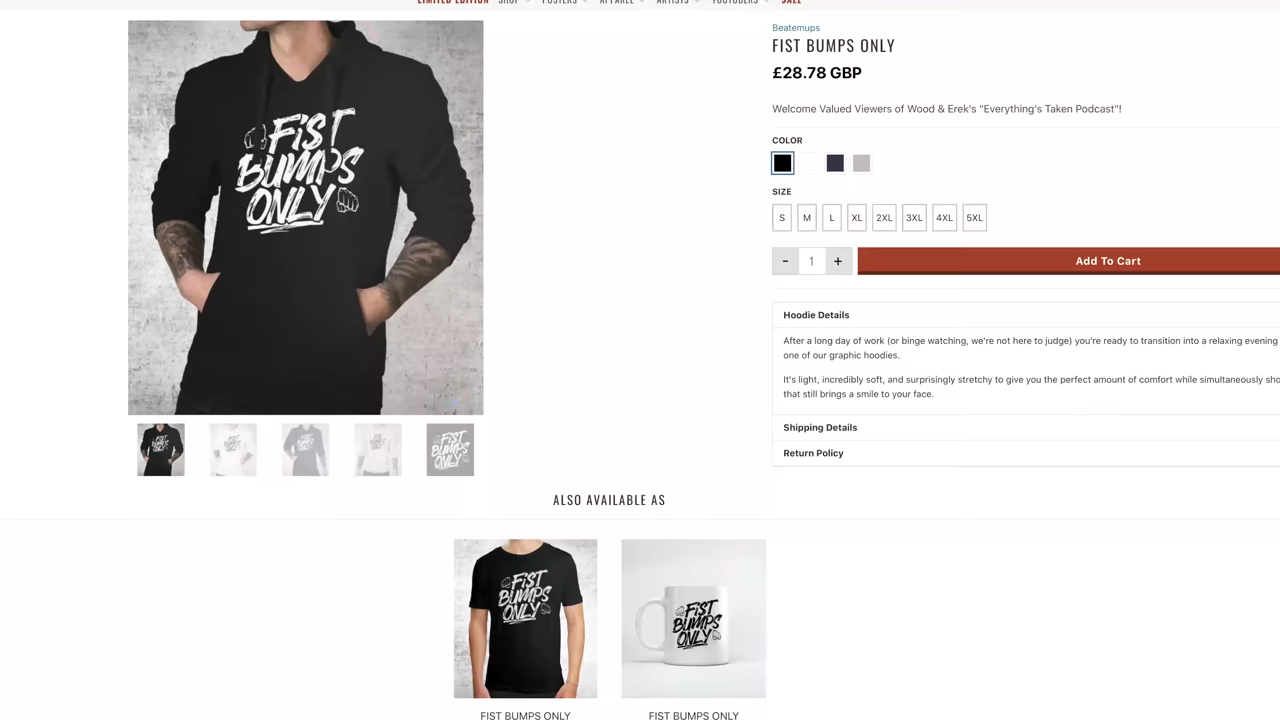 LIMITED EDITION SHOP POSTERS APPAREL ARTISTS YOUTUBERS JAZZ
Beatemups
FIST BUMPS ONLY
£28.78 GBP
Welcome Valued Viewers of Wood & Erek's "Everything's Taken Podcast"!
COLOR
SIZE
S M L XL 2XL 3XL 4XL 5XL
- 1 +
Add To Cart
Hoodie Details
After a long day of work (or binge watching, we're not here to judge) you're ready to transition into a relaxing evening
one of our graphic hoodies.
It's light, incredibly soft, and surprisingly stretchy to give you the perfect amount of comfort while simultaneously
that still brings a smile to your face.
Shipping Details
Return Policy
FiST
BUMPS
ONLY
FiST
BUMPS
ONLY
ALSO AVAILABLE AS
FiST
BUMPS
ONLY
FiST
BUMPS
ONLY
FIST BUMPS ONLY
FIST BUMPS ONLY